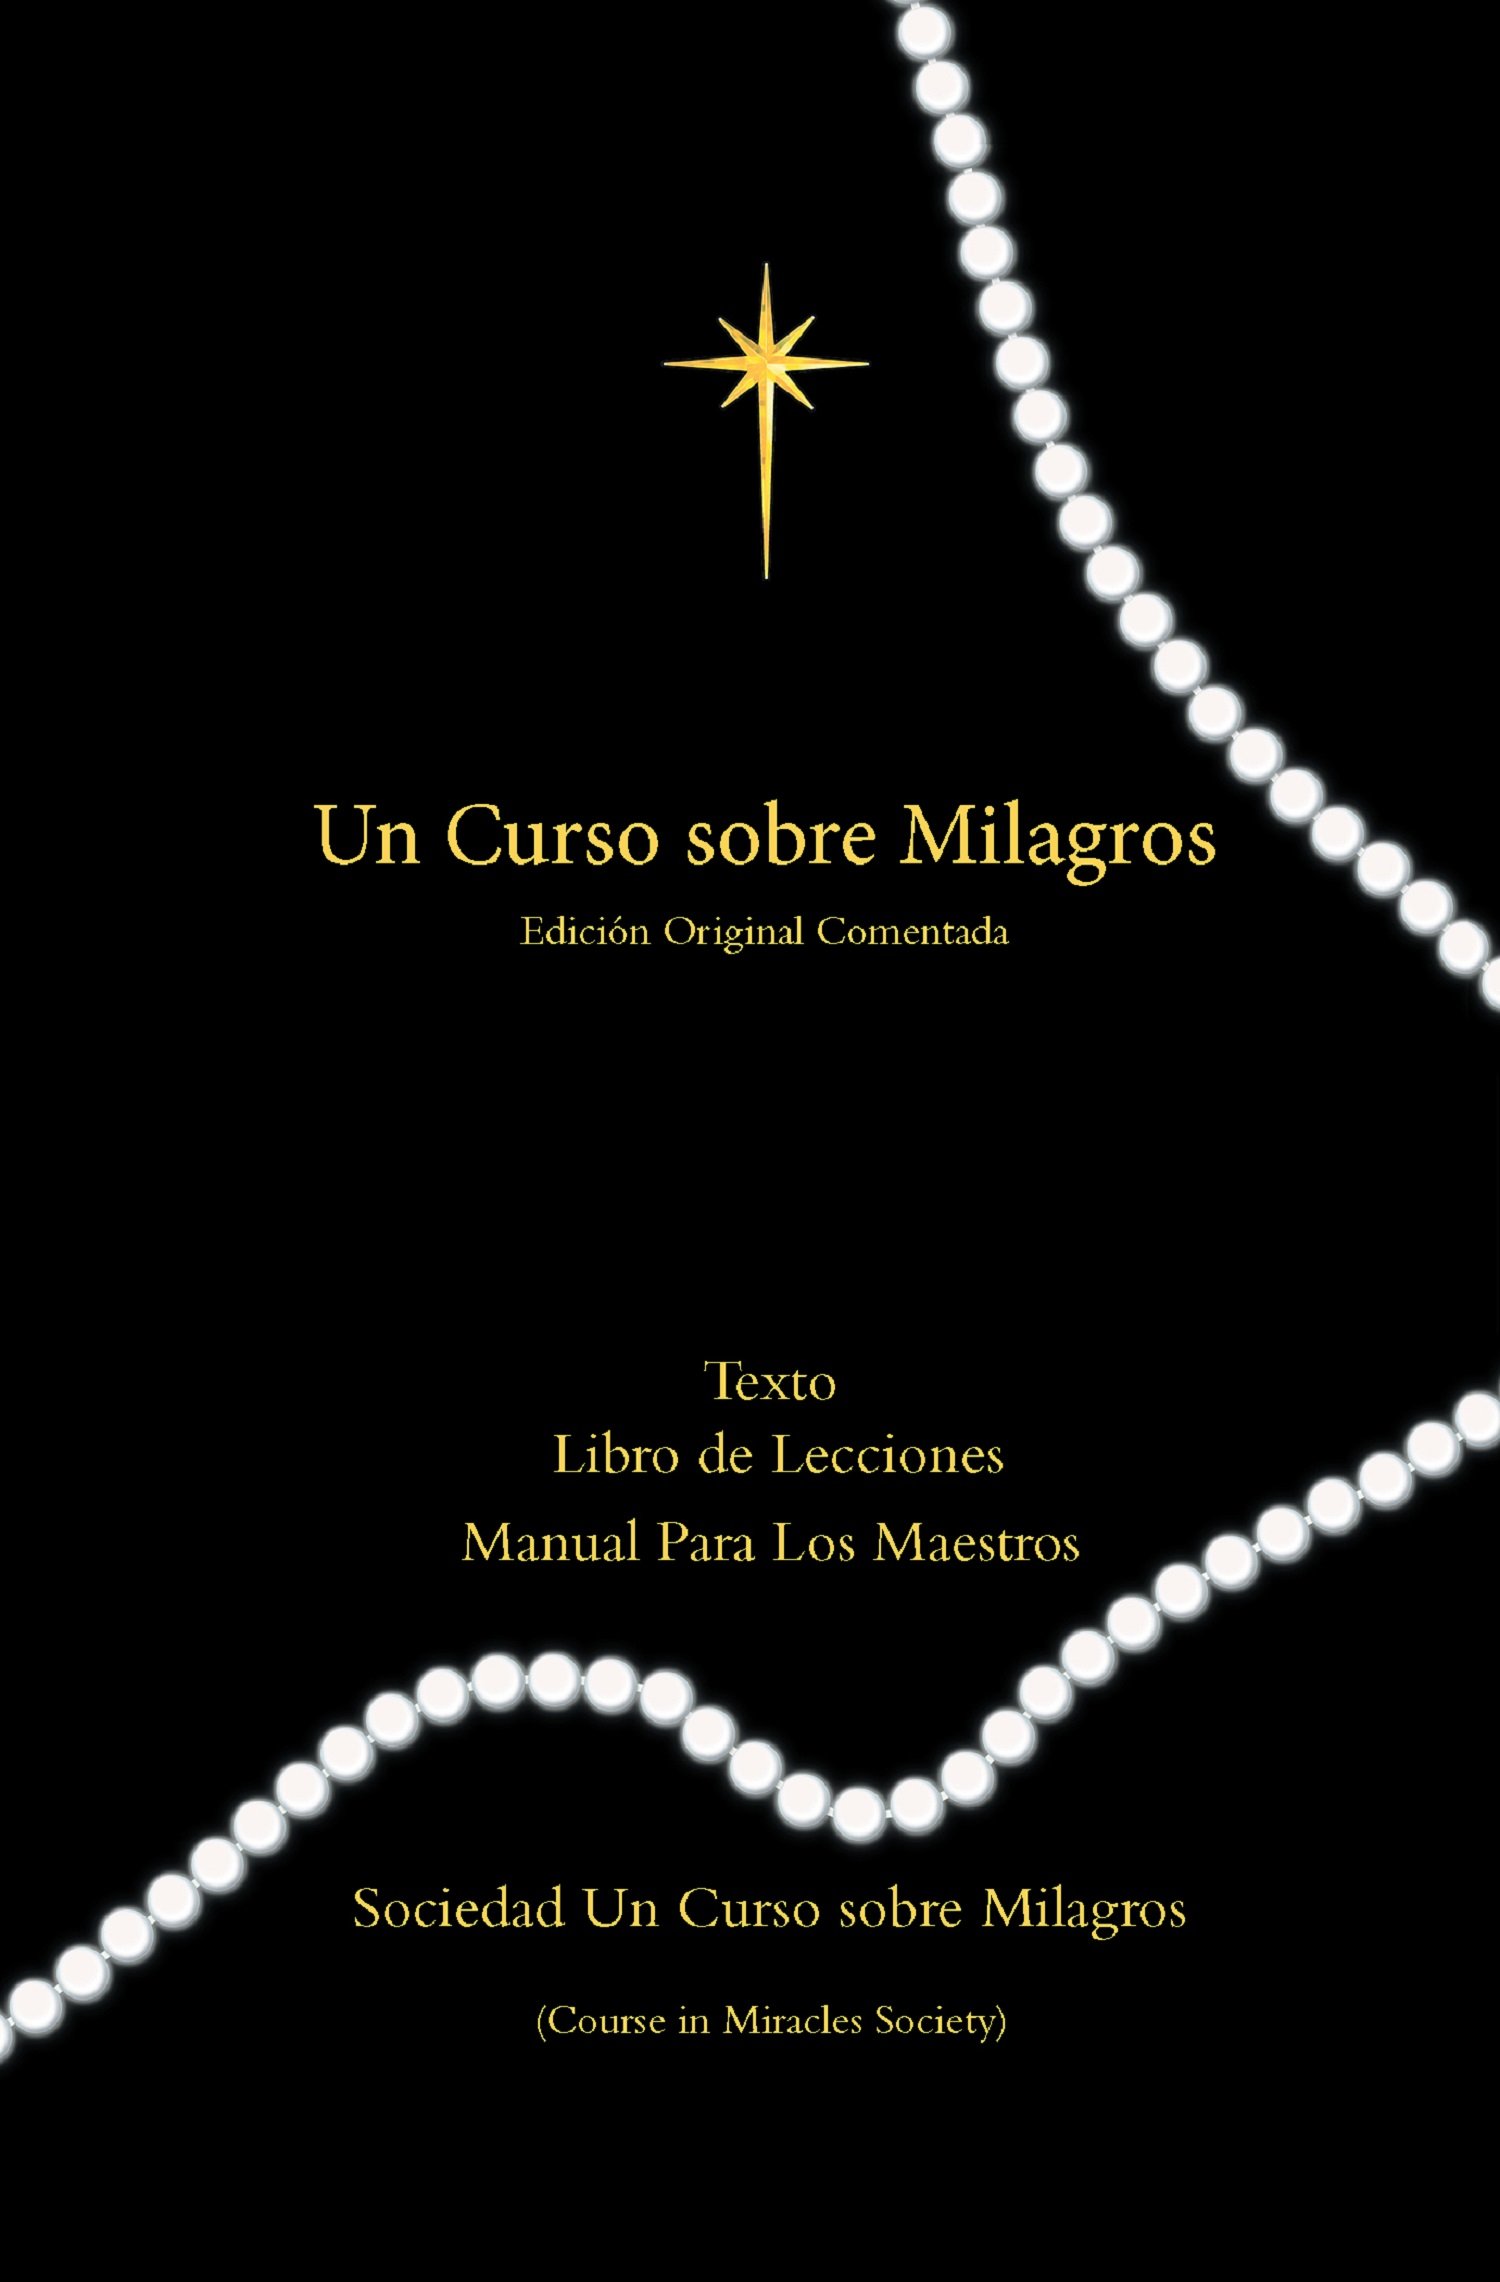 Un Curso sobre Milagros
Edición Original Comentada
Texto
Libro de Lecciones
Manual Para Los Maestros
Sociedad Un Curso sobre Milagros
(Course in Miracles Society)